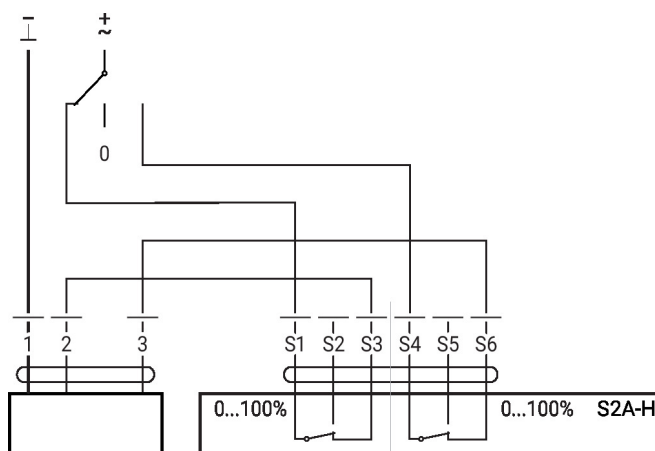 − +
⊥ ~
0
1 2 3 S1 S2 S3 S4 S5 S6
0...100% 0...100% S2A-H